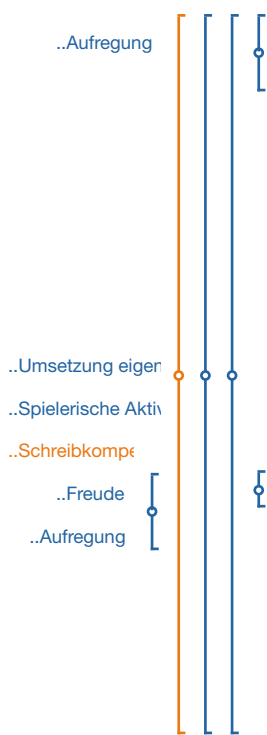 ..Aufregung
..Umsetzung eigen
..Spielerische Aktiv
..Schreibkompe
..Freude
..Aufregung